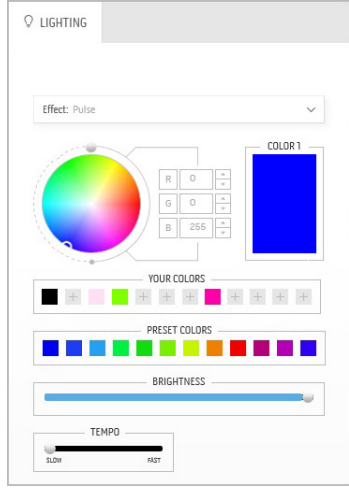 LIGHTING
Effect: Pulse
COLOR 1
R 0
G 0
B 255
YOUR COLORS
PRESET COLORS
BRIGHTNESS
TEMPO
SLOW FAST